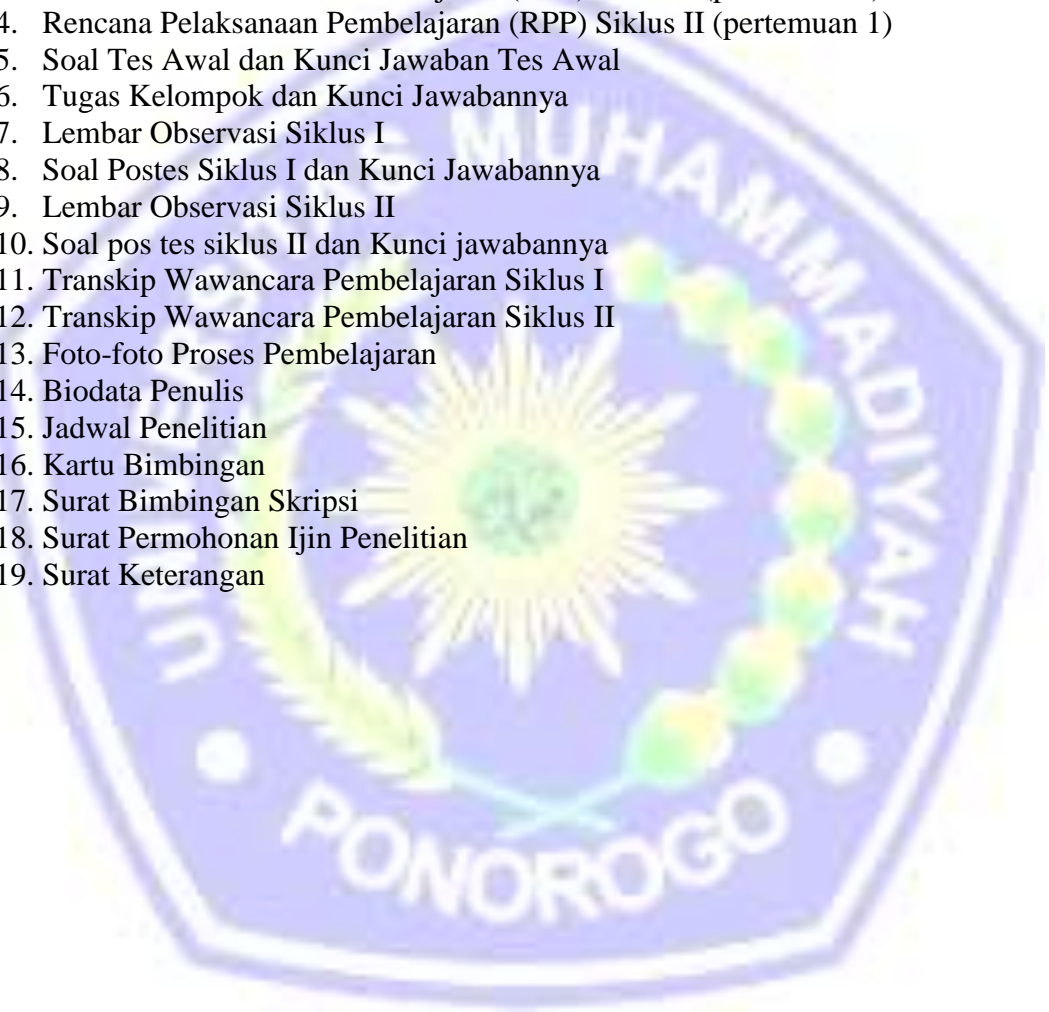 4. Rencana Pelaksanaan Pembelajaran (RPP) Siklus II (pertemuan 1)
5. Soal Tes Awal dan Kunci Jawaban Tes Awal
6. Tugas Kelompok dan Kunci Jawabannya
7. Lembar Observasi Siklus I
8. Soal Postes Siklus I dan Kunci Jawabannya
9. Lembar Observasi Siklus II
10. Soal pos tes siklus II dan Kunci jawabannya
11. Transkip Wawancara Pembelajaran Siklus I
12. Transkip Wawancara Pembelajaran Siklus II
13. Foto-foto Proses Pembelajaran
14. Biodata Penulis
15. Jadwal Penelitian
16. Kartu Bimbingan
17. Surat Bimbingan Skripsi
18. Surat Permohonan Ijin Penelitian
19. Surat Keterangan
MUHAMMADIYAH
PONOROGO